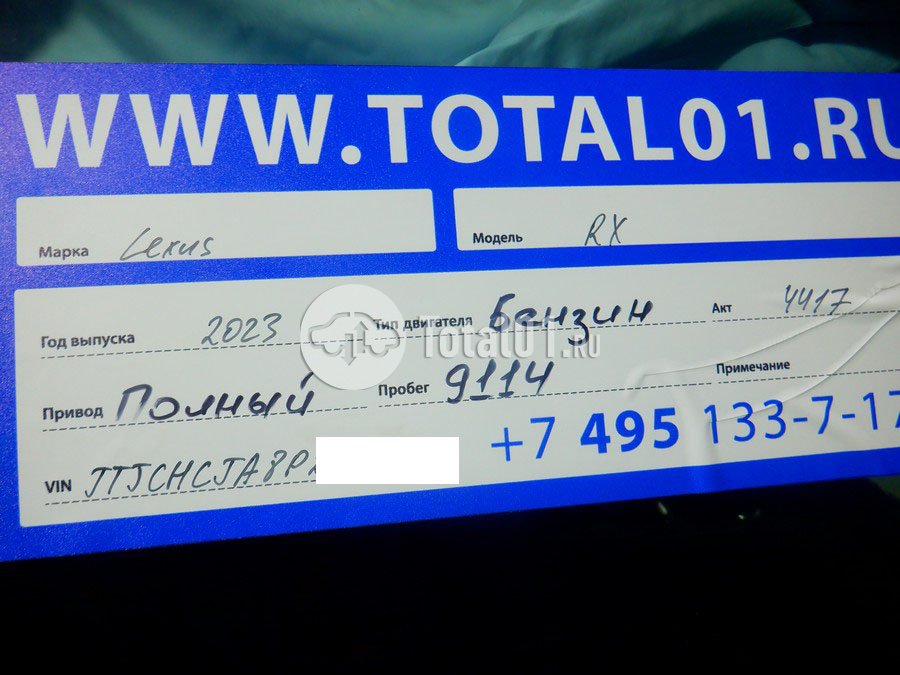 WWW.TOTAL01.RU
Марка Lexus Модель RX
Год выпуска 2023 Тип двигателя Бензин Акт 4417
Total01.RU
Привод Полный Пробег 9114 Примечание
+7 495 133-7-17
VIN JTJCHCJA8P